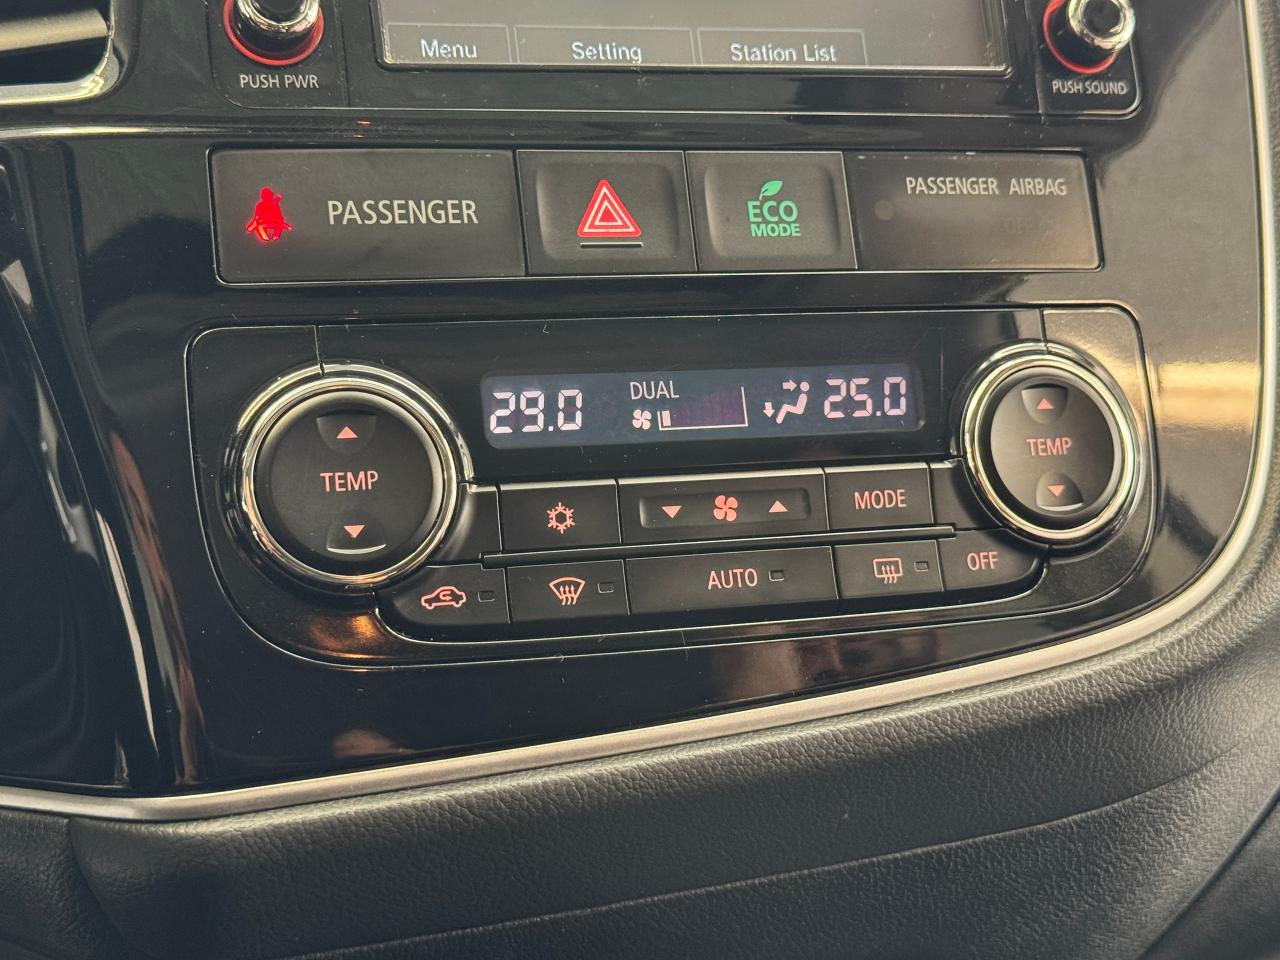 Menu Setting Station List
PUSH PWR
PUSH SOUND
PASSENGER
ECO
MODE
PASSENGER AIRBAG
29.0 DUAL 25.0
TEMP
TEMP
MODE
AUTO
OFF